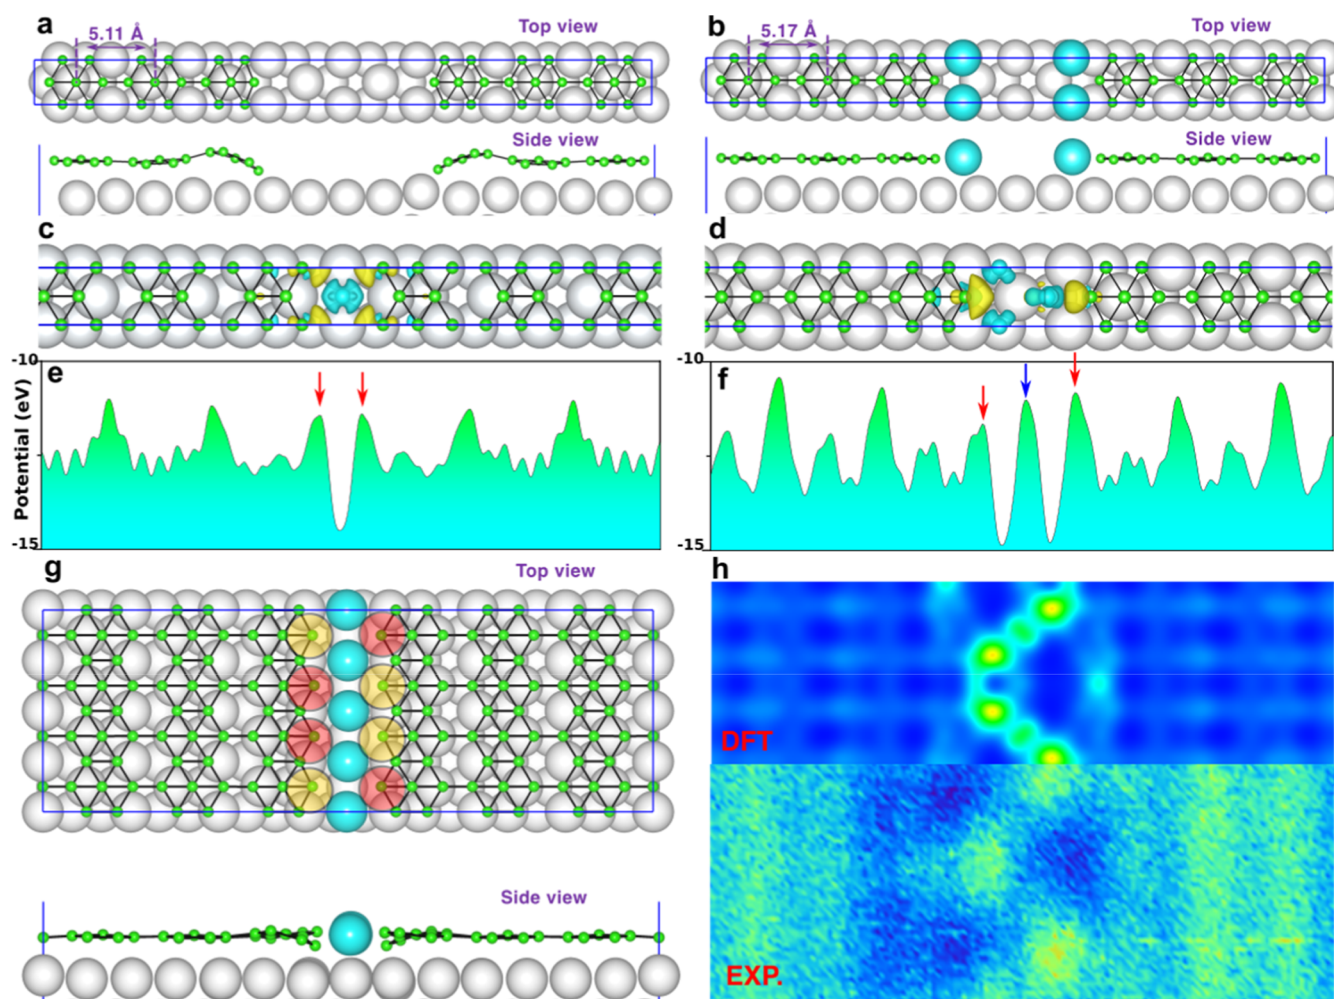 a
Top view
5.11 Å
Side view
b
Top view
5.17 Å
Side view
c
d
-10
e
Potential (eV)
-15
-10
f
-15
g
Top view
Side view
h
DFT
EXP.